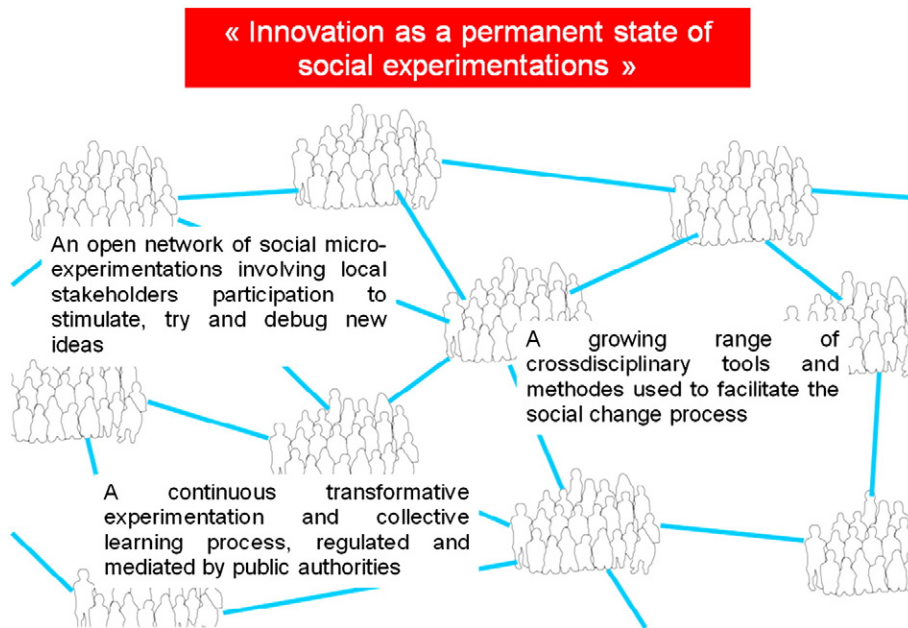 « Innovation as a permanent state of
social experimentations »
An open network of social micro-
experimentations involving local
stakeholders participation to
stimulate, try and debug new
ideas
A growing range of
crossdisciplinary tools and
methodes used to facilitate the
social change process
A continuous transformative
experimentation and collective
learning process, regulated and
mediated by public authorities